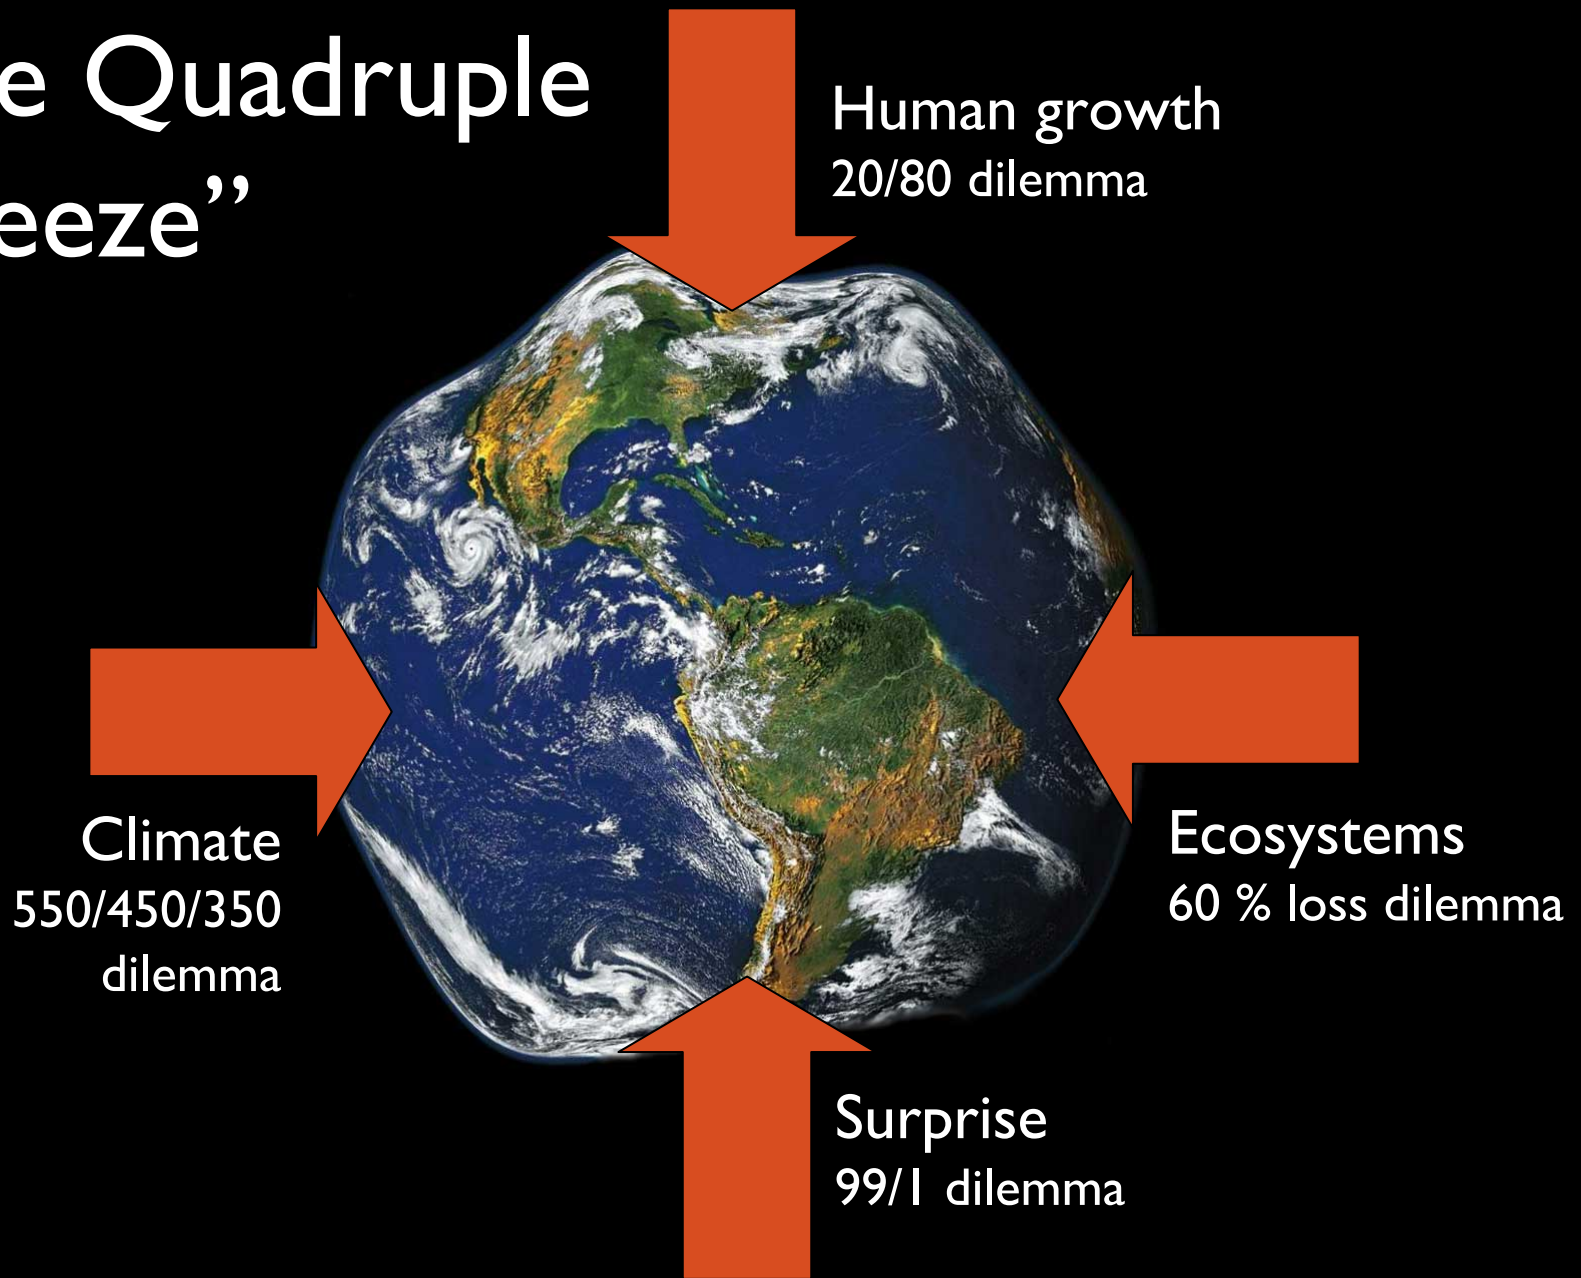 e Quadruple
eeze”
Human growth
20/80 dilemma
Climate
550/450/350
dilemma
Ecosystems
60 % loss dilemma
Surprise
99/1 dilemma